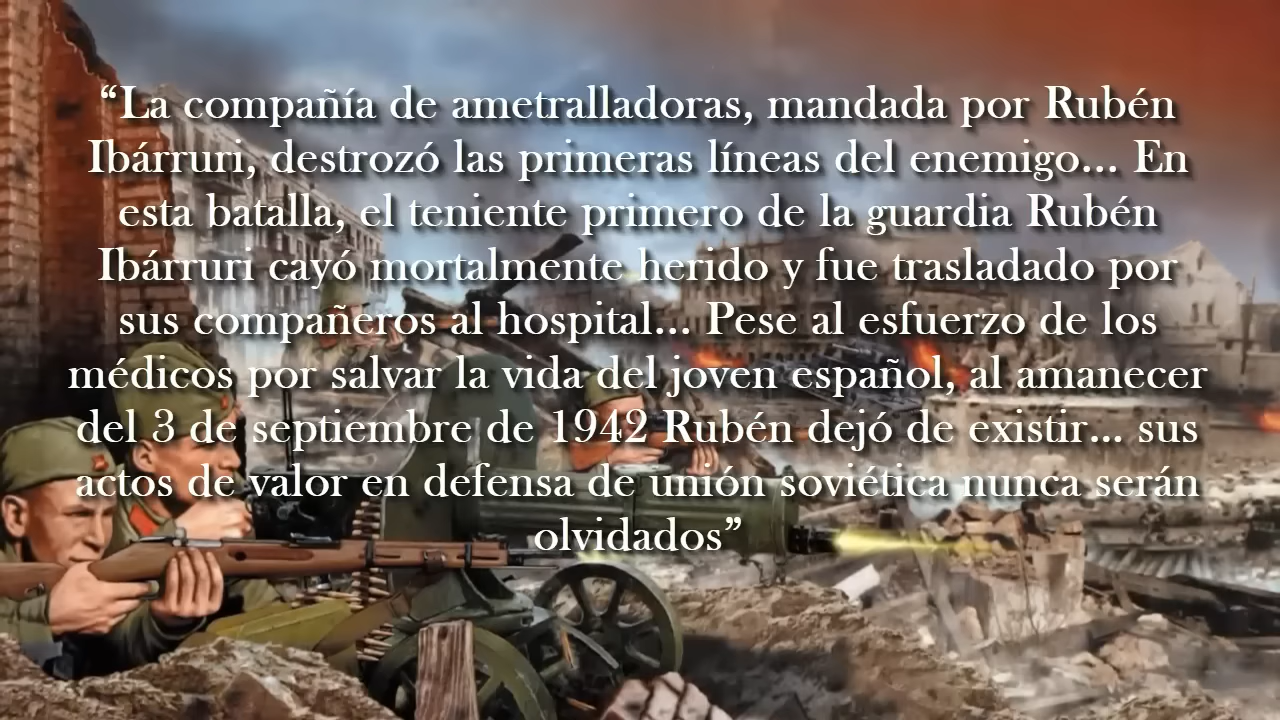 “La compañía de ametralladoras, mandada por Rubén
Ibárruri, destrozó las primeras líneas del enemigo... En
esta batalla, el teniente primero de la guardia Rubén
Ibárruri cayó mortalmente herido y fue trasladado por
sus compañeros al hospital... Pese al esfuerzo de los
médicos por salvar la vida del joven español, al amanecer
del 3 de septiembre de 1942 Rubén dejó de existir... sus
actos de valor en defensa de unión soviética nunca serán
olvidados”